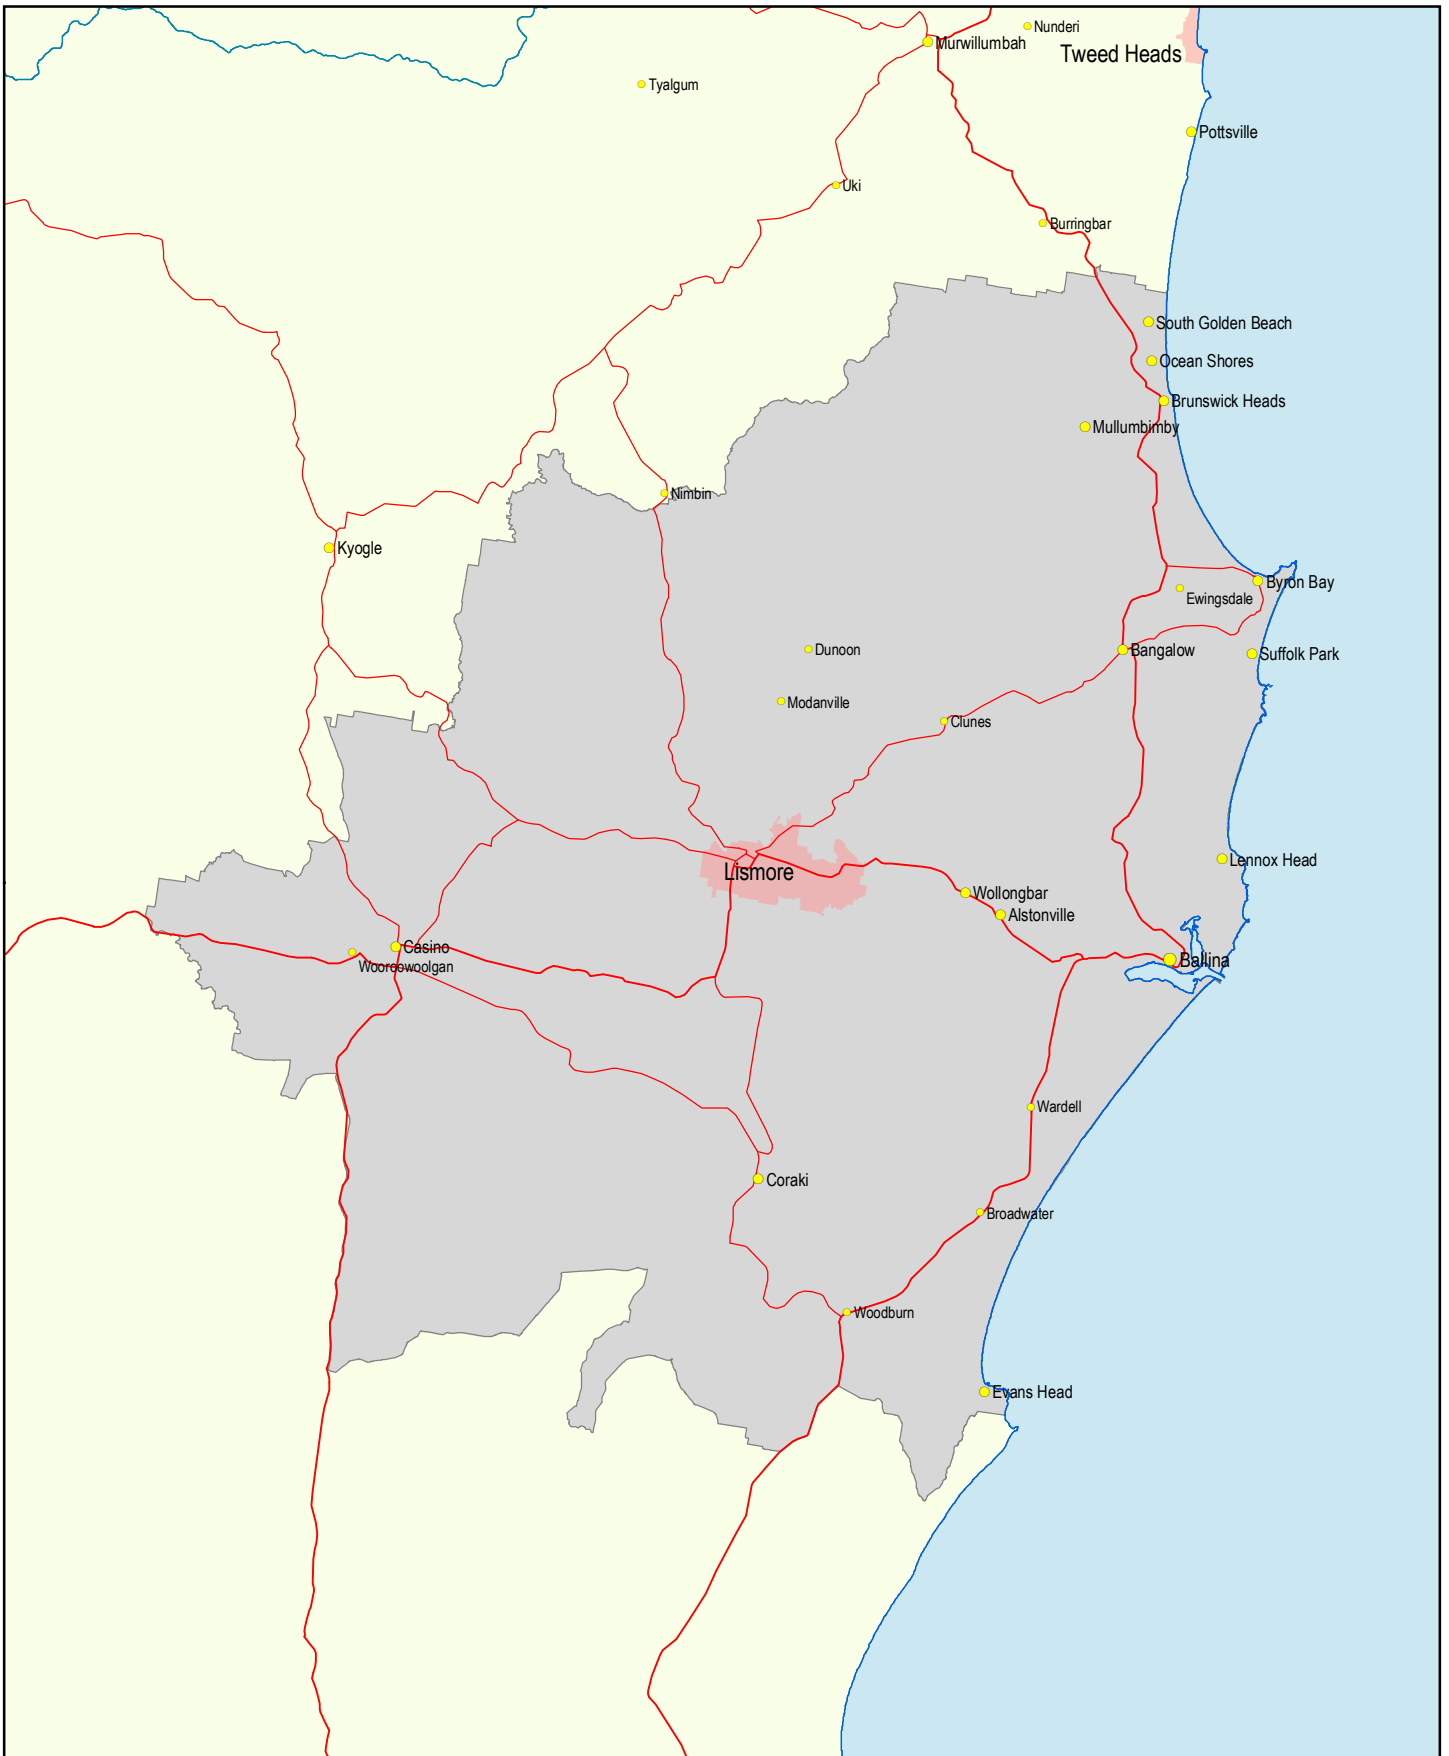 Nunderi
Murwillumbah
Tweed Heads
Tyalgum
Pottsville
Uki
Burringbar
South Golden Beach
Ocean Shores
Brunswick Heads
Mullumbimby
Nimbin
Kyogle
Byron Bay
Ewingsdale
Dunoon
Bangalow
Suffolk Park
Modanville
Clunes
Lennox Head
Lismore
Wollongbar
Alstonville
Casino
Ballina
Wooroowoolgan
Wardell
Coraki
Broadwater
Woodburn
Evans Head